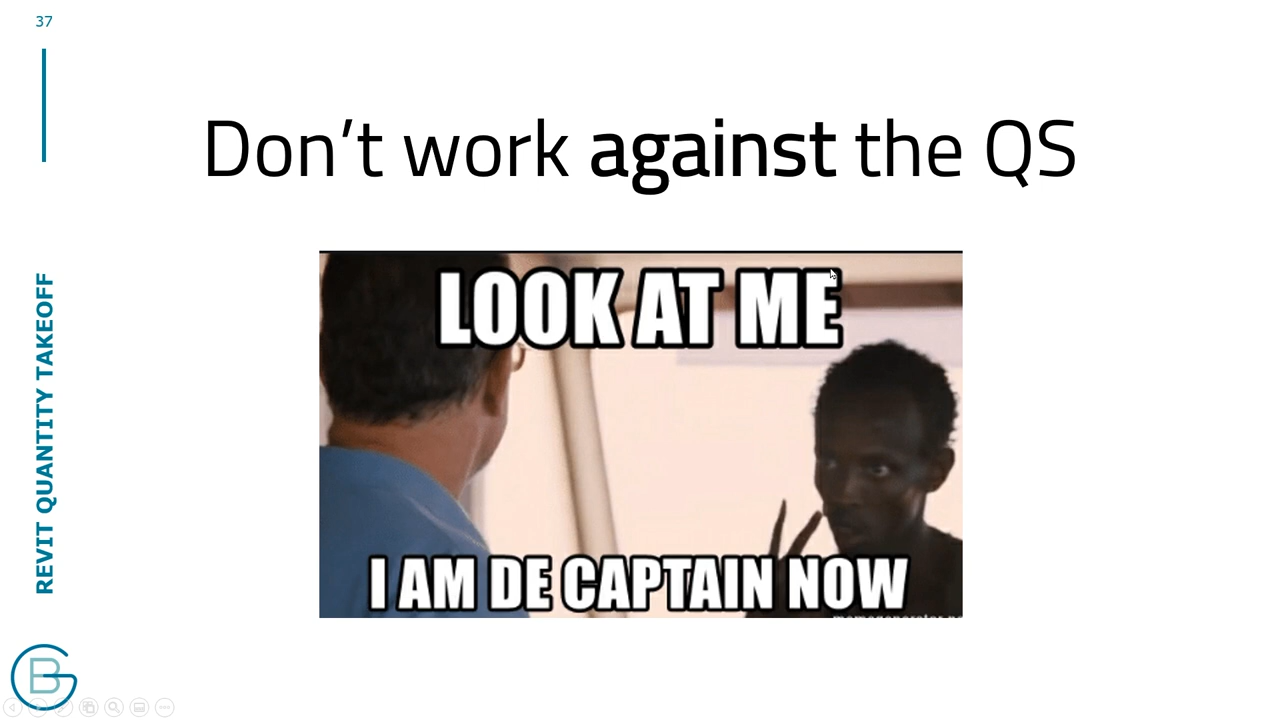 37
Don’t work against the QS
REVIT QUANTITY TAKEOFF
LOOK AT ME
I AM DE CAPTAIN NOW